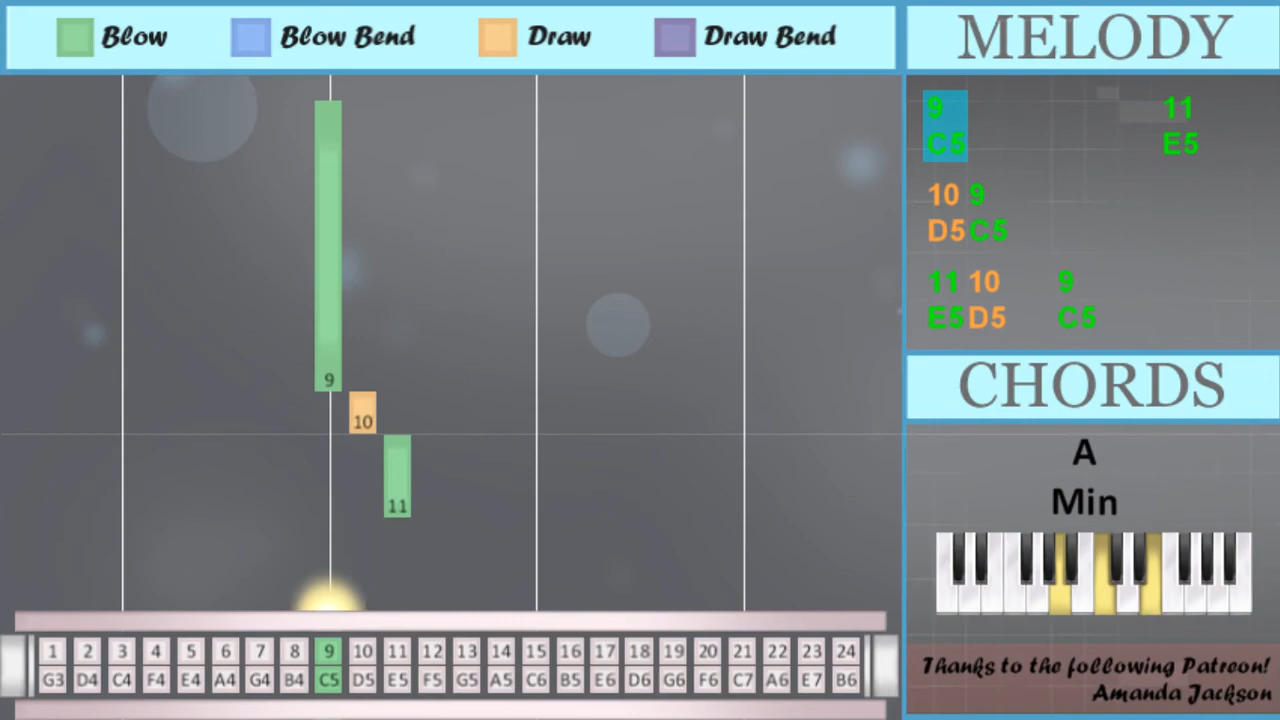 Blow Blow Bend Draw Draw Bend
MELODY
9 11
C5 E5
10 9
D5 C5
11 10 9
E5 D5 C5
9
10
11
CHORDS
A
Min
1 2 3 4 5 6 7 8 9 10 11 12 13 14 15 16 17 18 19 20 21 22 23 24
G3 D4 C4 F4 E4 A4 G4 B4 C5 D5 E5 F5 G5 A5 C6 B5 E6 D6 G6 F6 C7 A6 E7 B6
Thanks to the following Patreon!
Amanda Jackson